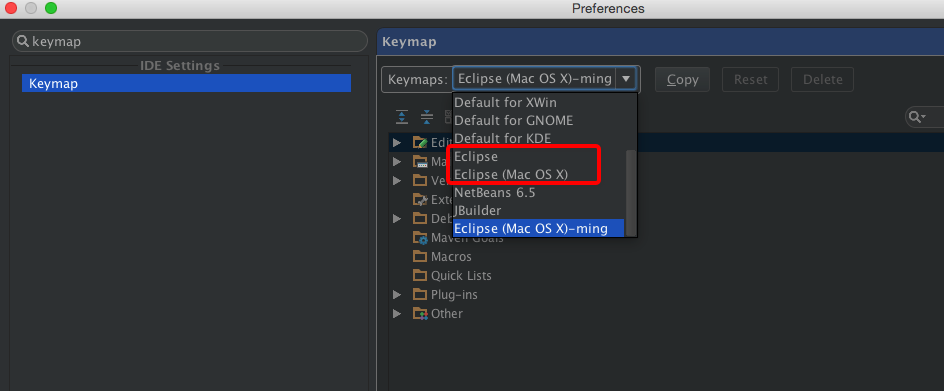 Preferences
keymap
IDE Settings
Keymap
Keymap
Keymaps: Eclipse (Mac OS X)-ming Copy Reset Delete
Default for XWin
Default for GNOME
Default for KDE
Eclipse
Eclipse (Mac OS X)
NetBeans 6.5
JBuilder
Eclipse (Mac OS X)-ming
Edi
Ma
Ve
Exte
Deb
Maven Goals
Macros
Quick Lists
Plug-ins
Other